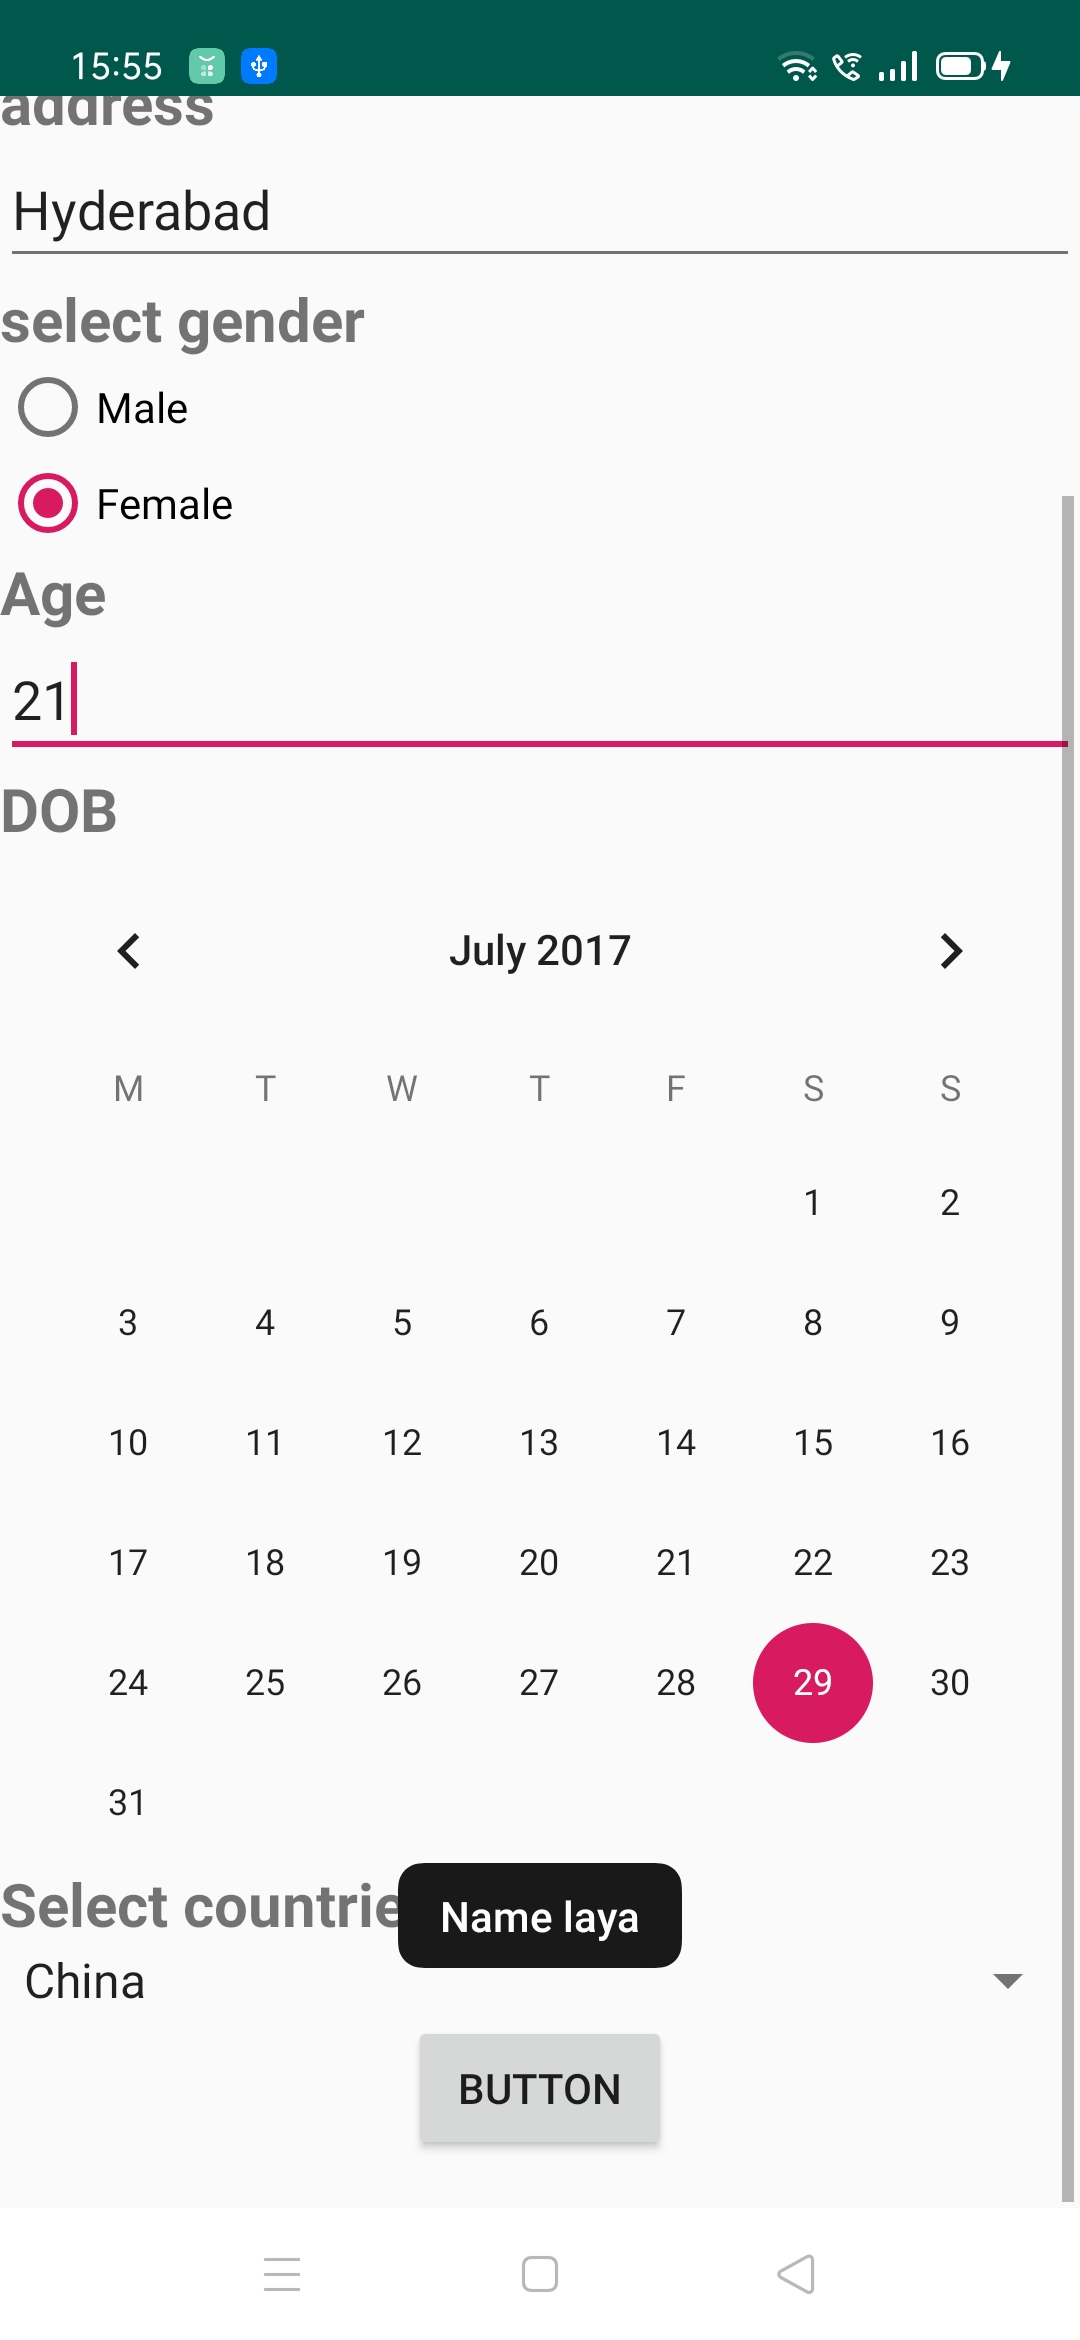 15:55
address
Hyderabad
select gender
Male
Female
Age
21
DOB
July 2017
M T W T F S S
1 2
3 4 5 6 7 8 9
10 11 12 13 14 15 16
17 18 19 20 21 22 23
24 25 26 27 28 29 30
31
Select countrie
Name laya
China
BUTTON